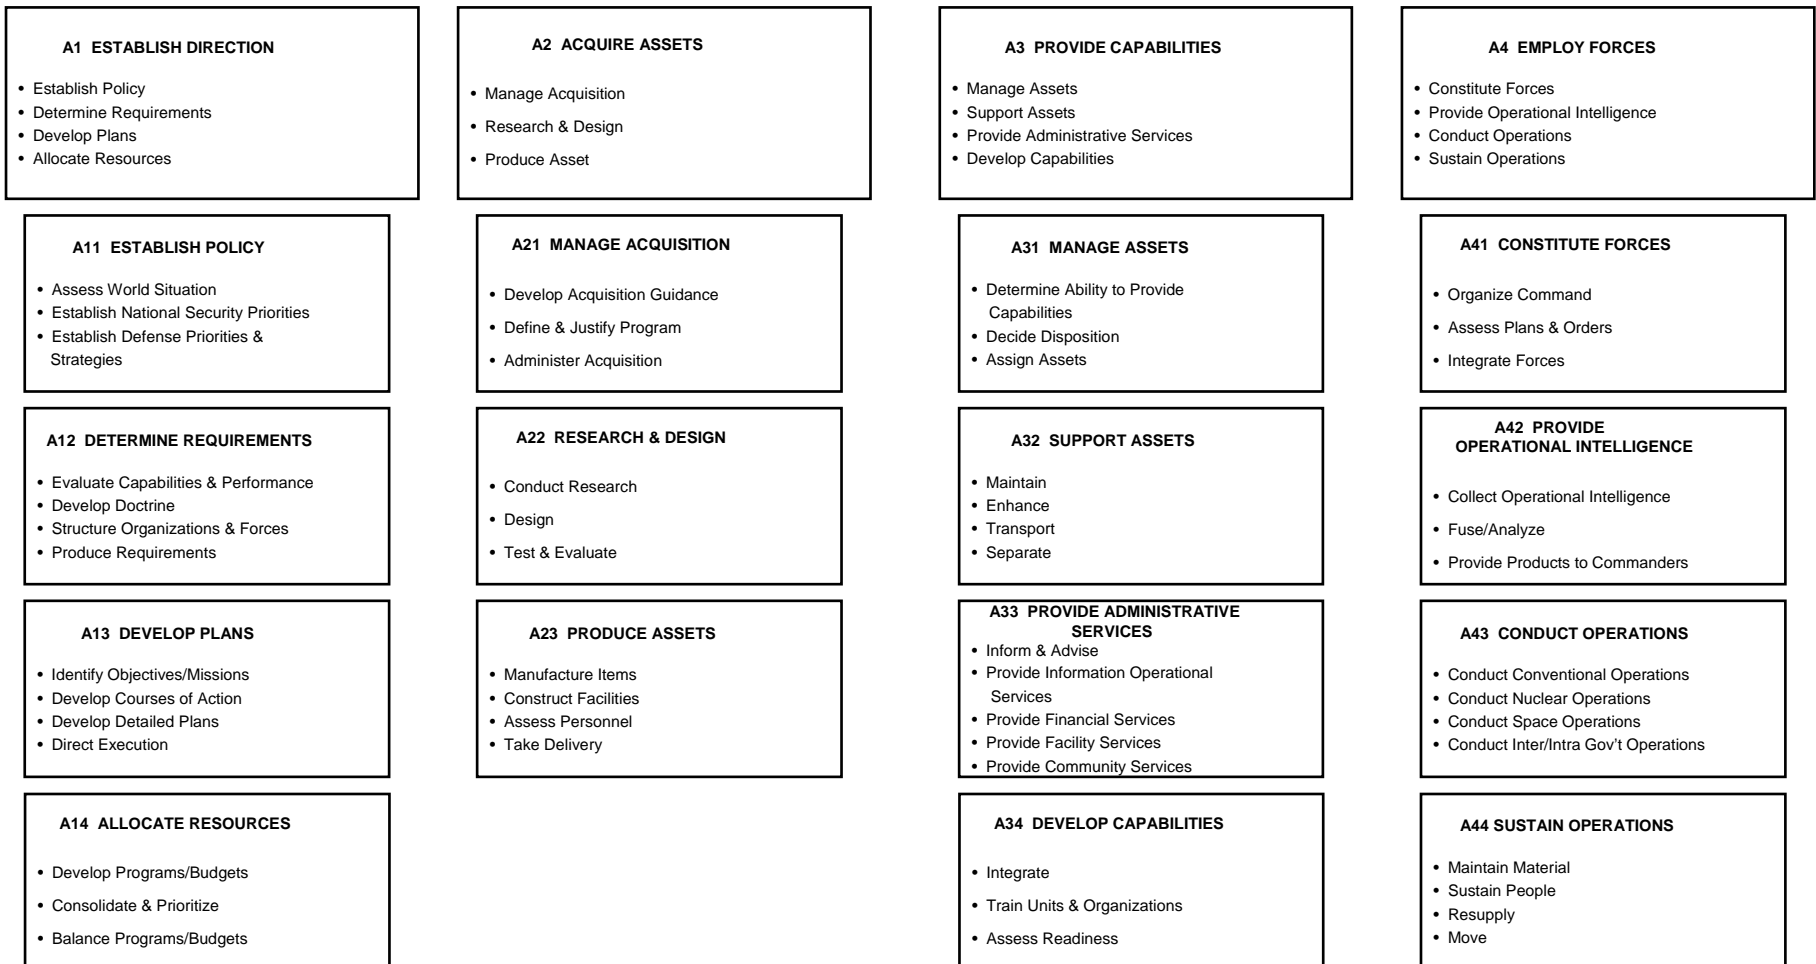 A1 ESTABLISH DIRECTION
• Establish Policy
• Determine Requirements
• Develop Plans
• Allocate Resources
A11 ESTABLISH POLICY
• Assess World Situation
• Establish National Security Priorities
• Establish Defense Priorities &
Strategies
A12 DETERMINE REQUIREMENTS
• Evaluate Capabilities & Performance
• Develop Doctrine
• Structure Organizations & Forces
• Produce Requirements
A13 DEVELOP PLANS
• Identify Objectives/Missions
• Develop Courses of Action
• Develop Detailed Plans
• Direct Execution
A14 ALLOCATE RESOURCES
• Develop Programs/Budgets
• Consolidate & Prioritize
• Balance Programs/Budgets
A2 ACQUIRE ASSETS
• Manage Acquisition
• Research & Design
• Produce Asset
A21 MANAGE ACQUISITION
• Develop Acquisition Guidance
• Define & Justify Program
• Administer Acquisition
A22 RESEARCH & DESIGN
• Conduct Research
• Design
• Test & Evaluate
A23 PRODUCE ASSETS
• Manufacture Items
• Construct Facilities
• Assess Personnel
• Take Delivery
A3 PROVIDE CAPABILITIES
• Manage Assets
• Support Assets
• Provide Administrative Services
• Develop Capabilities
A31 MANAGE ASSETS
• Determine Ability to Provide
Capabilities
• Decide Disposition
• Assign Assets
A32 SUPPORT ASSETS
• Maintain
• Enhance
• Transport
• Separate
A33 PROVIDE ADMINISTRATIVE
SERVICES
• Inform & Advise
• Provide Information Operational
Services
• Provide Financial Services
• Provide Facility Services
• Provide Community Services
A34 DEVELOP CAPABILITIES
• Integrate
• Train Units & Organizations
• Assess Readiness
A4 EMPLOY FORCES
• Constitute Forces
• Provide Operational Intelligence
• Conduct Operations
• Sustain Operations
A41 CONSTITUTE FORCES
• Organize Command
• Assess Plans & Orders
• Integrate Forces
A42 PROVIDE
OPERATIONAL INTELLIGENCE
• Collect Operational Intelligence
• Fuse/Analyze
• Provide Products to Commanders
A43 CONDUCT OPERATIONS
• Conduct Conventional Operations
• Conduct Nuclear Operations
• Conduct Space Operations
• Conduct Inter/Intra Gov’t Operations
A44 SUSTAIN OPERATIONS
• Maintain Material
• Sustain People
• Resupply
• Move